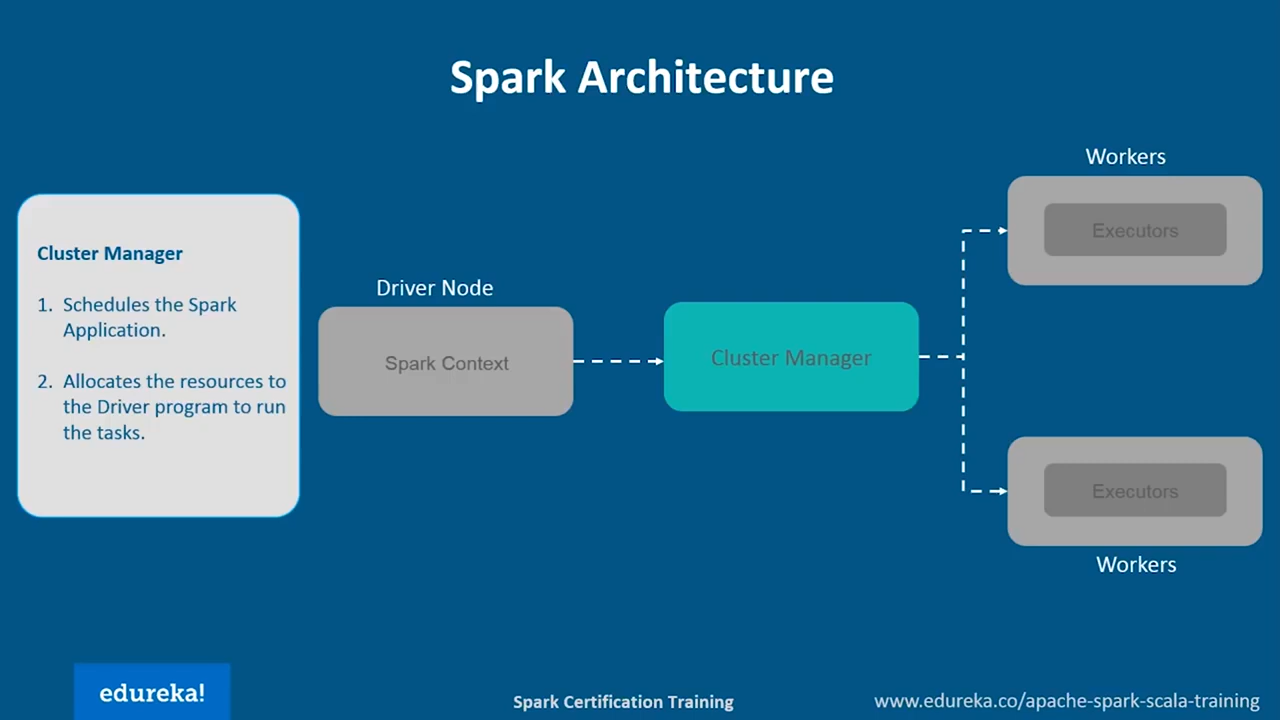 Spark Architecture
Workers
Executors
Cluster Manager
1. Schedules the Spark
Application.
2. Allocates the resources to
the Driver program to run
the tasks.
Driver Node
Spark Context
Cluster Manager
Executors
Workers
edureka!
Spark Certification Training
www.edureka.co/apache-spark-scala-training